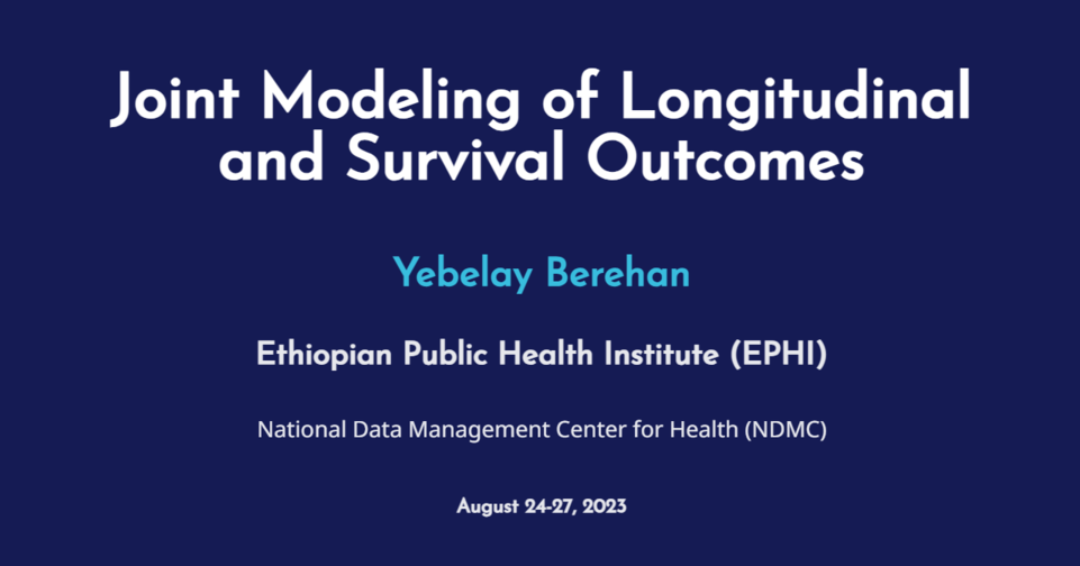 Joint Modeling of Longitudinal
and Survival Outcomes
Yebelay Berehan
Ethiopian Public Health Institute (EPHI)
National Data Management Center for Health (NDMC)
August 24-27, 2023